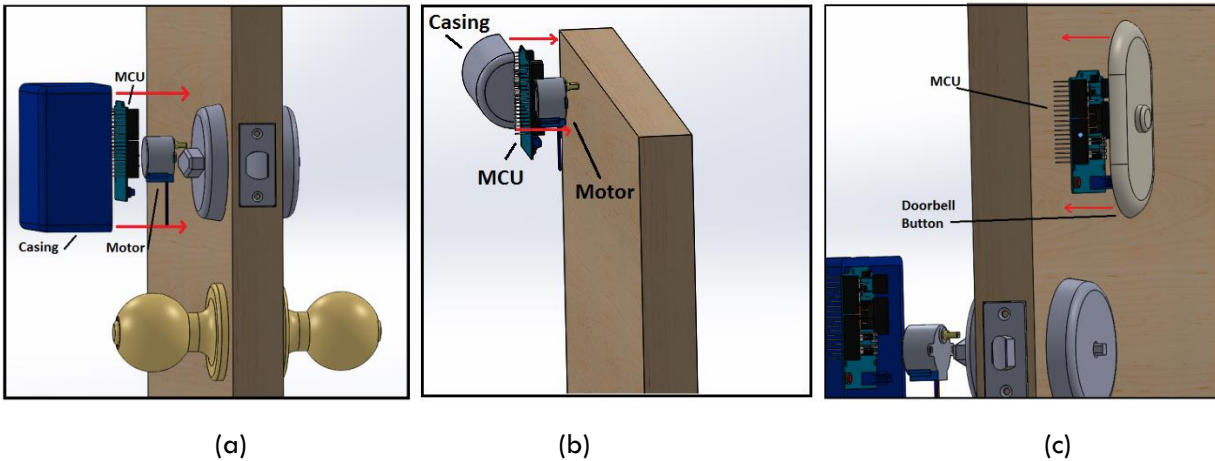 MCU
Casing
Motor
Casing
MCU
Motor
MCU
Doorbell
Button
(a)
(b)
(c)